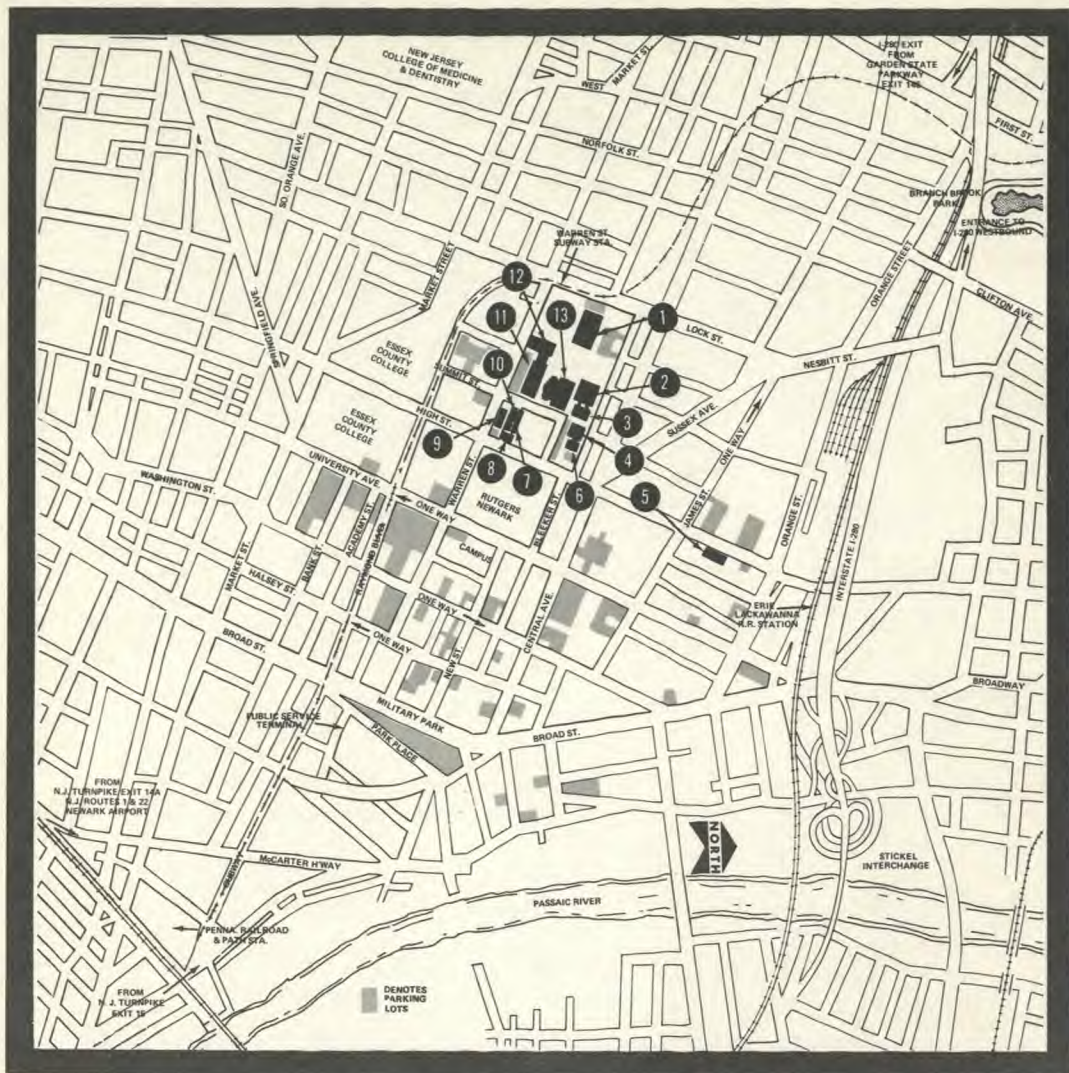 NEW JERSEY
COLLEGE OF MEDICINE
& DENTISTRY
WEST
MARKET ST.
I-280 EXIT
FROM
GARDEN STATE
PARKWAY
EXIT 145
FIRST ST.
NORFOLK ST.
SO. ORANGE AVE.
BRANCH BROOK
PARK
ENTRANCE TO
I-280 WESTBOUND
WARREN ST.
SUBWAY STA.
ORANGE STREET
CLIFTON AVE.
MARKET STREET
SPRINGFIELD AVE.
12
11
13
1
LOCK ST.
NESBITT ST.
ESSEX
COUNTY
COLLEGE
SUMMIT ST.
10
2
3
SUSSEX AVE.
ONE WAY
HIGH ST.
ESSEX
COUNTY
COLLEGE
9
8
7
6
4
5
UNIVERSITY AVE.
WASHINGTON ST.
WARREN ST.
RUTGERS
NEWARK
CAMPUS
BLEEKER ST.
JAMES ST.
ORANGE ST.
INTERSTATE I-280
ONE WAY
ACADEMY ST.
BANK ST.
RAYMOND BLVD.
MARKET ST.
HALSEY ST.
ONE WAY
CENTRAL AVE.
ERIE
LACKAWANNA
R.R. STATION
BROAD ST.
ONE WAY
NEW ST.
BROADWAY
MILITARY PARK
PUBLIC SERVICE
TERMINAL
PARK PLACE
BROAD ST.
FROM
N.J. TURNPIKE EXIT 14A
N.J. ROUTES 1 & 22
NEWARK AIRPORT
NORTH
McCARTER H'WAY
STICKEL
INTERCHANGE
SUBWAY
PASSAIC RIVER
PENNA. RAILROAD
& PATH STA.
FROM
N. J. TURNPIKE
EXIT 15
DENOTES
PARKING
LOTS